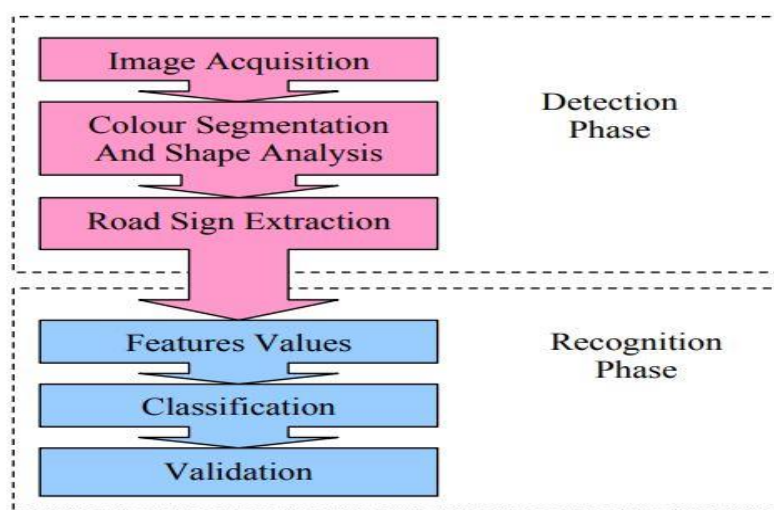 Image Acquisition
Colour Segmentation
And Shape Analysis
Road Sign Extraction
Detection
Phase
Features Values
Classification
Validation
Recognition
Phase